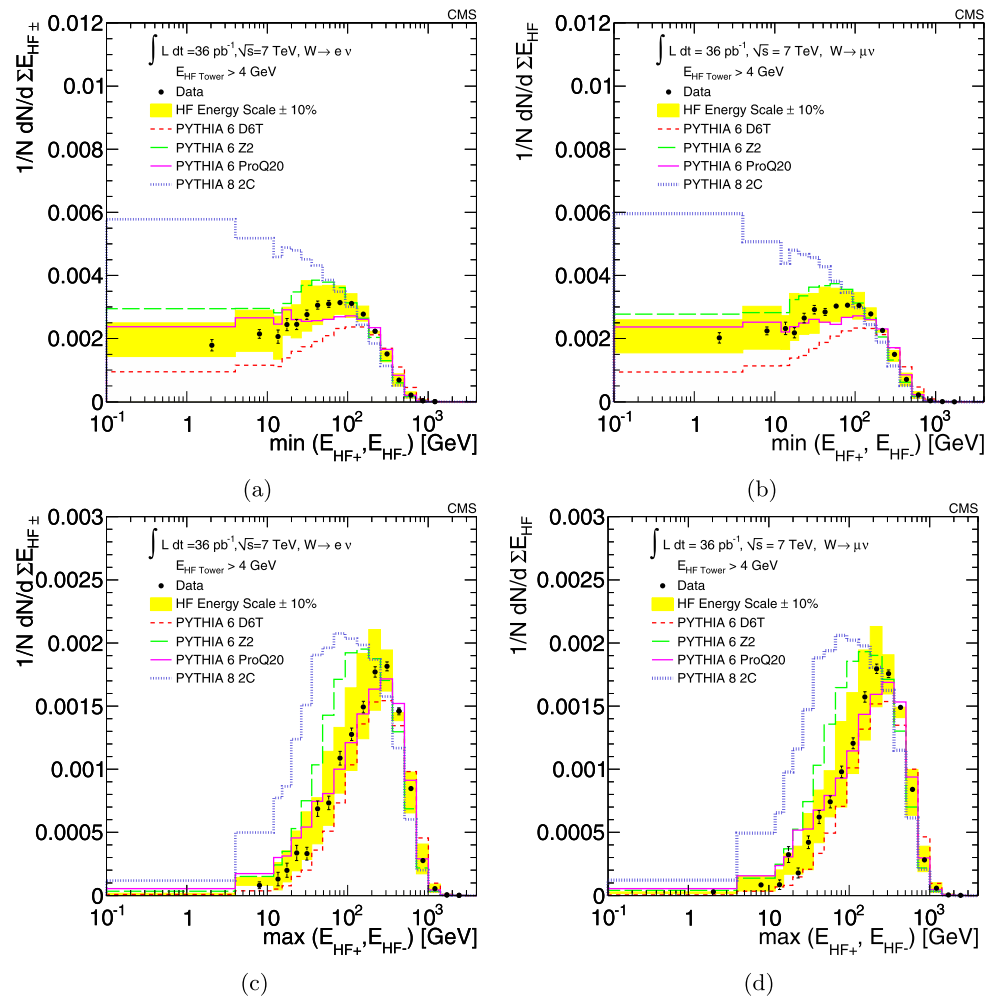 CMS
1/N dN/d ΣE_HF ±
∫ L dt =36 pb⁻¹,√s=7 TeV, W→ e ν
E_HF Tower > 4 GeV
Data
HF Energy Scale ± 10%
PYTHIA 6 D6T
PYTHIA 6 Z2
PYTHIA 6 ProQ20
PYTHIA 8 2C
0.012
0.01
0.008
0.006
0.004
0.002
0
10⁻¹ 1 10 10² 10³
min (E_HF+,E_HF-) [GeV]
(a)
CMS
1/N dN/d ΣE_HF
∫ L dt = 36 pb⁻¹, √s = 7 TeV, W→ μν
E_HF Tower > 4 GeV
Data
HF Energy Scale ± 10%
PYTHIA 6 D6T
PYTHIA 6 Z2
PYTHIA 6 ProQ20
PYTHIA 8 2C
0.012
0.01
0.008
0.006
0.004
0.002
0
10⁻¹ 1 10 10² 10³
min (E_HF+, E_HF-) [GeV]
(b)
CMS
1/N dN/d ΣE_HF ±
∫ L dt =36 pb⁻¹,√s=7 TeV, W→ e ν
E_HF Tower > 4 GeV
Data
HF Energy Scale ± 10%
PYTHIA 6 D6T
PYTHIA 6 Z2
PYTHIA 6 ProQ20
PYTHIA 8 2C
0.003
0.0025
0.002
0.0015
0.001
0.0005
0
10⁻¹ 1 10 10² 10³
max (E_HF+,E_HF-) [GeV]
(c)
CMS
1/N dN/d ΣE_HF
∫ L dt = 36 pb⁻¹, √s = 7 TeV, W→ μν
E_HF Tower > 4 GeV
Data
HF Energy Scale ± 10%
PYTHIA 6 D6T
PYTHIA 6 Z2
PYTHIA 6 ProQ20
PYTHIA 8 2C
0.003
0.0025
0.002
0.0015
0.001
0.0005
0
10⁻¹ 1 10 10² 10³
max (E_HF+, E_HF-) [GeV]
(d)